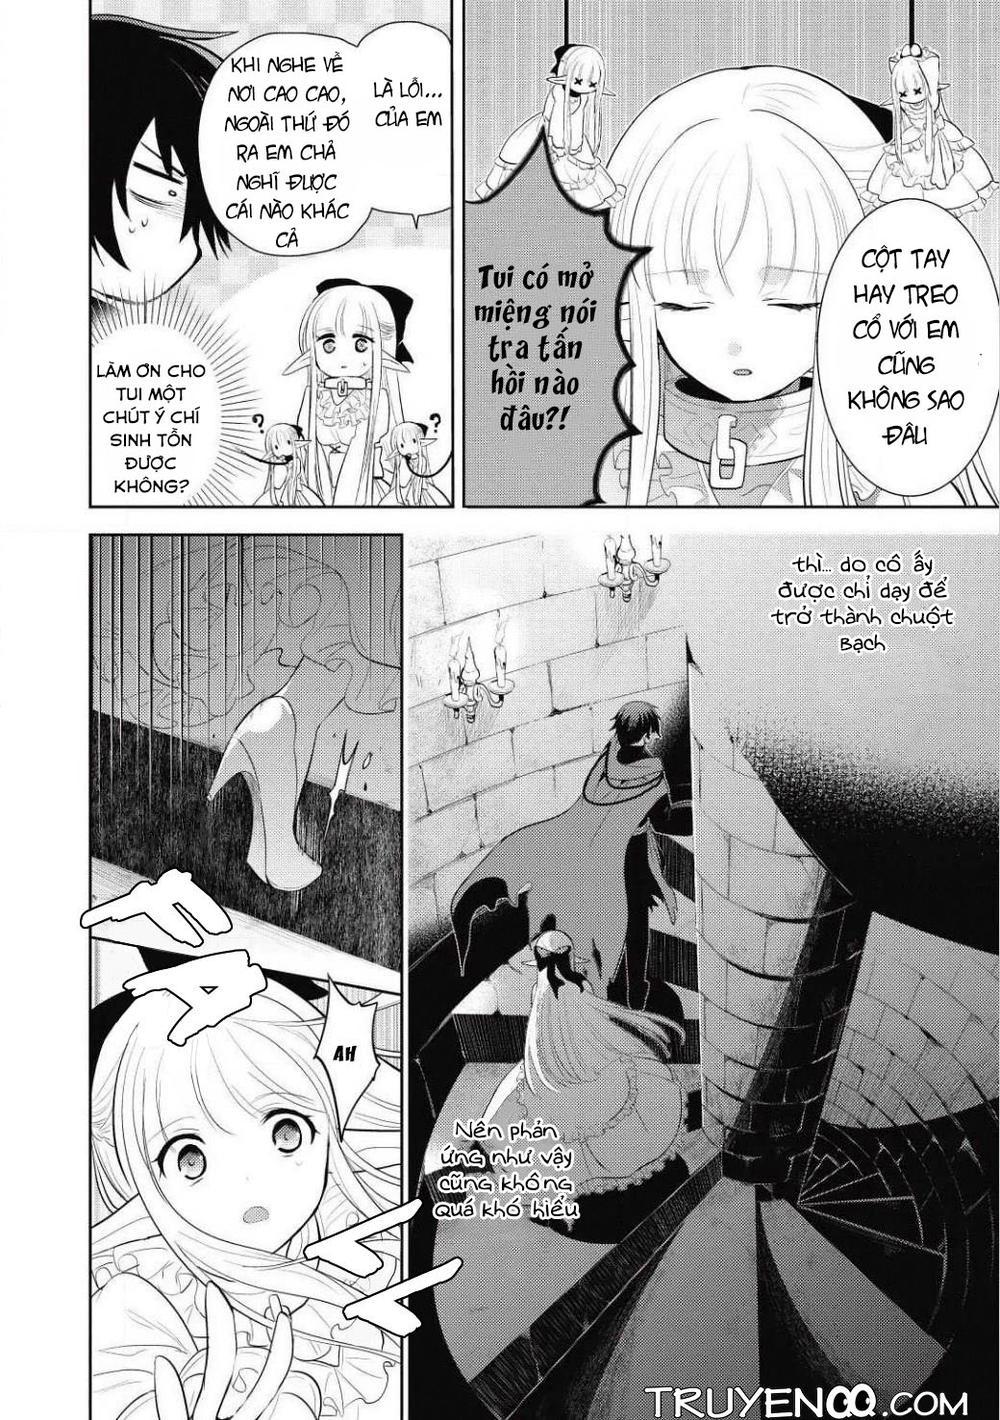 CỘT TAY
HAY TREO
CỔ VỚI EM
CŨNG
KHÔNG SAO
ĐÂU
Tui có mở
miệng nói
tra tấn
hồi nào
đâu?!
LÀ LỖI...
CỦA EM
KHI NGHE VỀ
NƠI CAO CAO,
NGOÀI THỨ ĐÓ
RA EM CHẢ
NGHĨ ĐƯỢC
CÁI NÀO KHÁC
CẢ
?
?
LÀM ƠN CHO
TUI MỘT
CHÚT Ý CHÍ
SINH TỒN
ĐƯỢC
KHÔNG?
thì... do cô ấy
được chỉ dạy để
trở thành chuột
Bạch
Nên phản
ứng như vậy
cũng không
Quá khó hiểu
AH
TRUYENQQ.COM